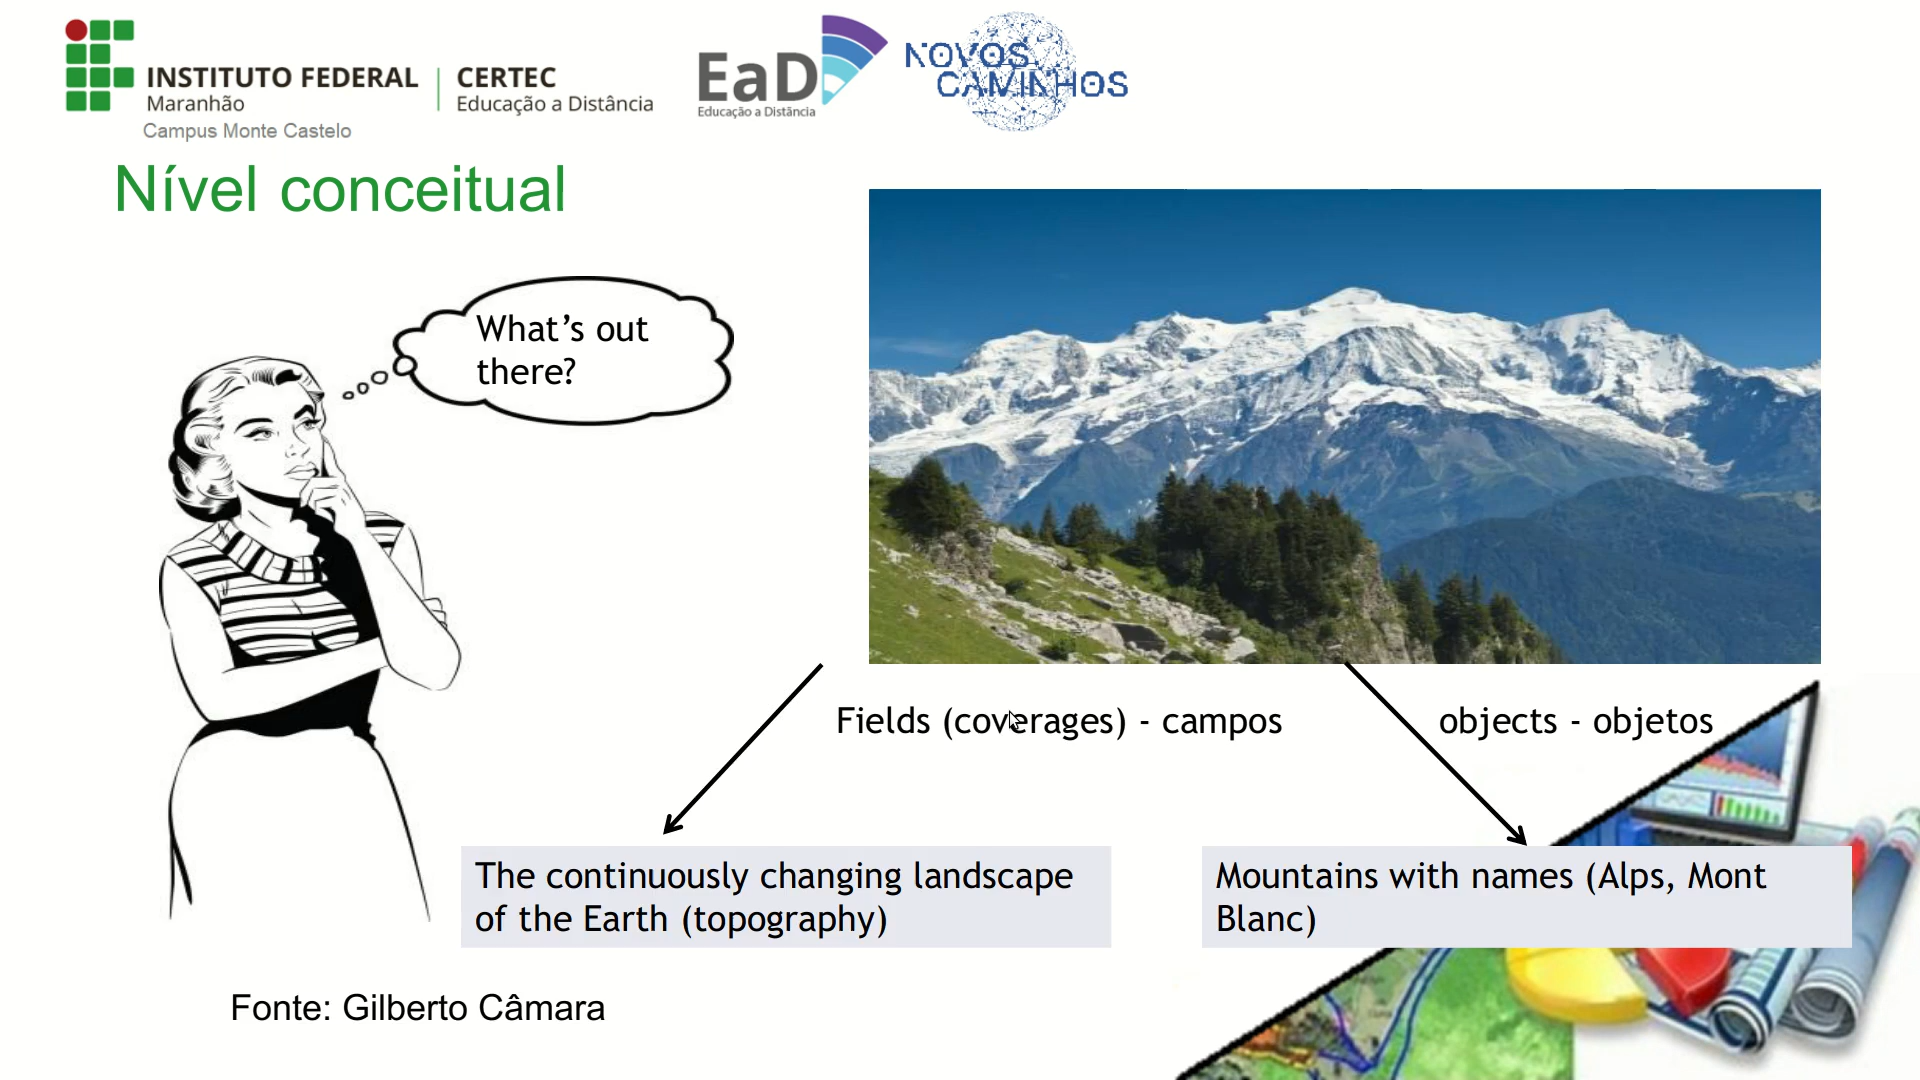 INSTITUTO FEDERAL
Maranhão
Campus Monte Castelo
CERTEC
Educação a Distância
EaD
Educação a Distância
NOVOS
CAMINHOS
Nível conceitual
What’s out
there?
Fields (coverages) - campos
objects - objetos
The continuously changing landscape
of the Earth (topography)
Mountains with names (Alps, Mont
Blanc)
Fonte: Gilberto Câmara